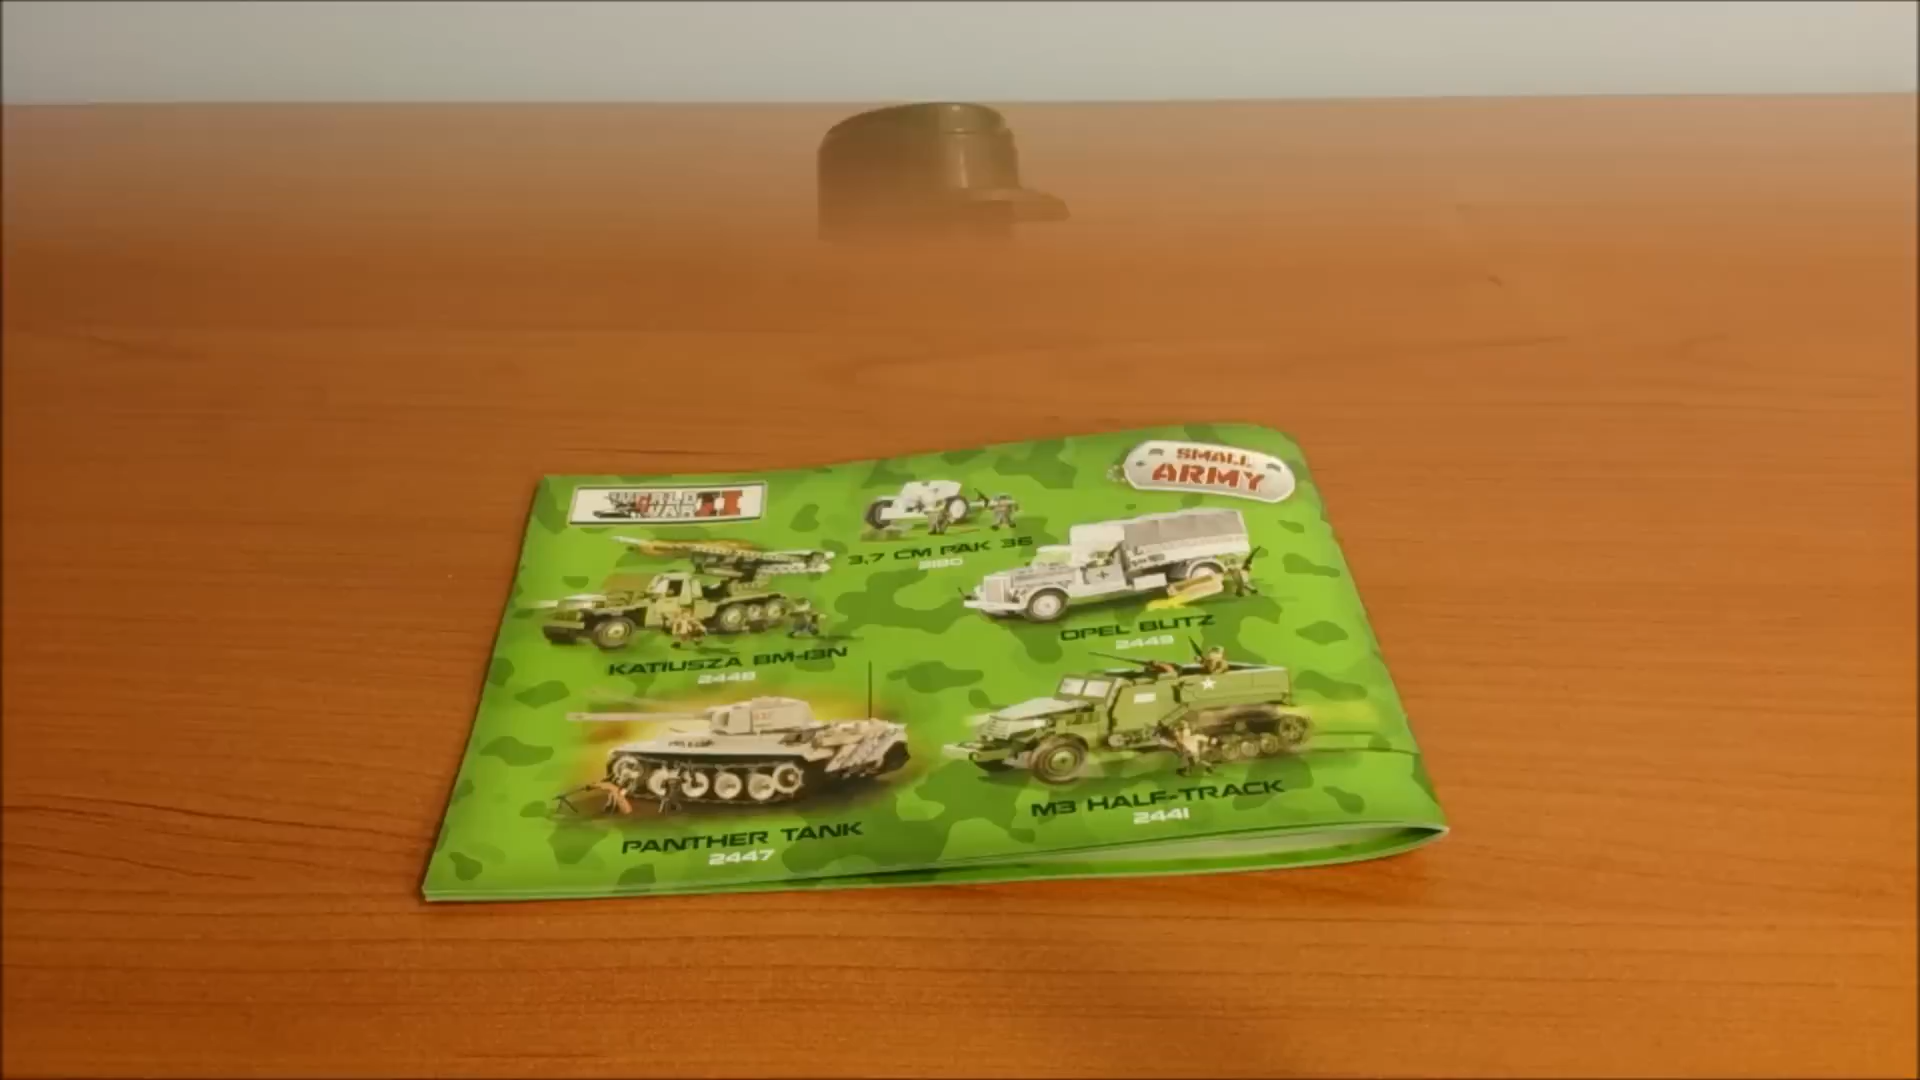 WORLD
WAR II
SMALL
ARMY
3,7 CM PAK 36
2180
OPEL BLITZ
2449
KATIUSZA BM-13N
2448
PANTHER TANK
2447
M3 HALF-TRACK
2441